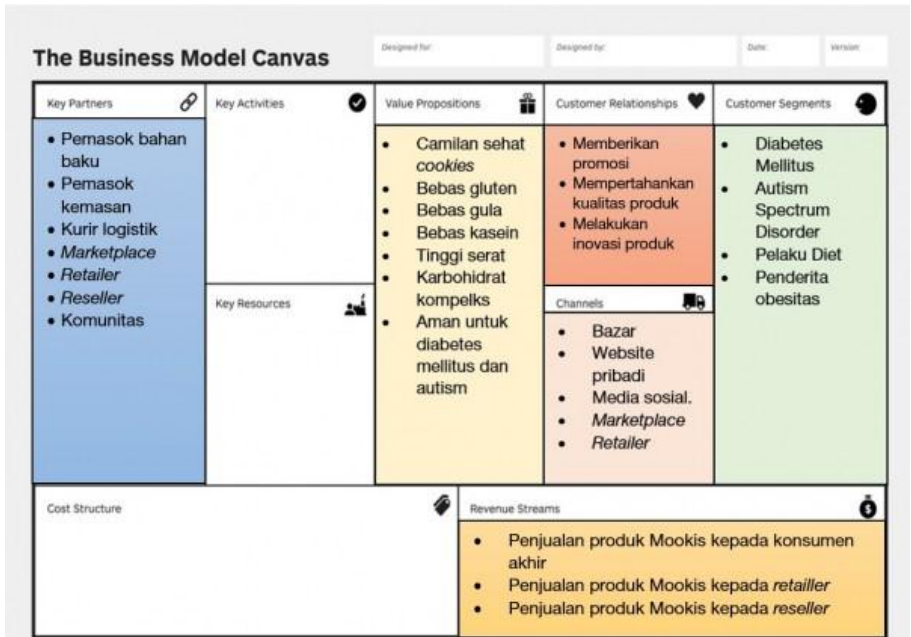 The Business Model Canvas
Designed for:
Designed by:
Date:
Version:
Key Partners
• Pemasok bahan
baku
• Pemasok
kemasan
• Kurir logistik
• Marketplace
• Retailer
• Reseller
• Komunitas
Key Activities
Key Resources
Value Propositions
• Camilan sehat
cookies
• Bebas gluten
• Bebas gula
• Bebas kasein
• Tinggi serat
• Karbohidrat
kompelks
• Aman untuk
diabetes
mellitus dan
autism
Customer Relationships
• Memberikan
promosi
• Mempertahankan
kualitas produk
• Melakukan
inovasi produk
Channels
• Bazar
• Website
pribadi
• Media sosial.
• Marketplace
• Retailer
Customer Segments
• Diabetes
Mellitus
• Autism
Spectrum
Disorder
• Pelaku Diet
• Penderita
obesitas
Cost Structure
Revenue Streams
• Penjualan produk Mookis kepada konsumen
akhir
• Penjualan produk Mookis kepada retailler
• Penjualan produk Mookis kepada reseller